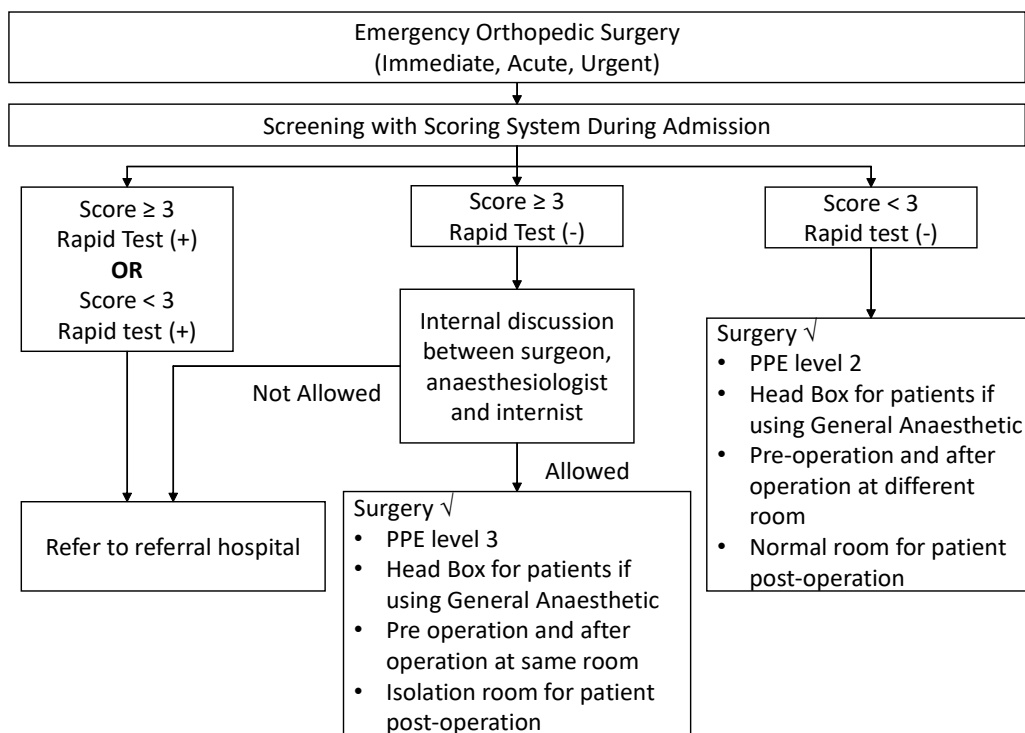 Emergency Orthopedic Surgery
(Immediate, Acute, Urgent)
Screening with Scoring System During Admission
Score ≥ 3
Rapid Test (+)
OR
Score < 3
Rapid test (+)
Score ≥ 3
Rapid Test (-)
Score < 3
Rapid test (-)
Internal discussion
between surgeon,
anaesthesiologist
and internist
Not Allowed
Allowed
Refer to referral hospital
Surgery √
• PPE level 3
• Head Box for patients if
using General Anaesthetic
• Pre operation and after
operation at same room
• Isolation room for patient
post-operation
Surgery √
• PPE level 2
• Head Box for patients if
using General Anaesthetic
• Pre-operation and after
operation at different
room
• Normal room for patient
post-operation